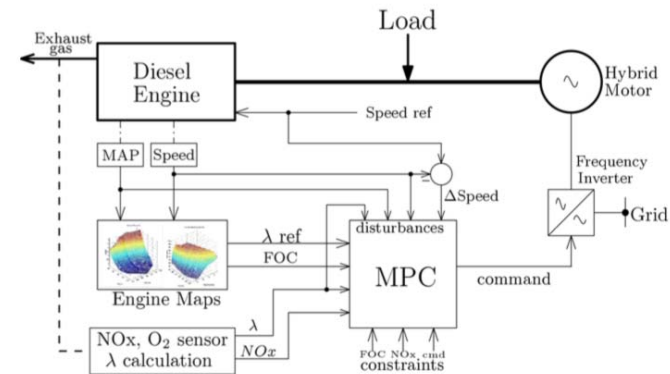 Load
Exhaust
gas
Diesel
Engine
Hybrid
Motor
Speed ref
MAP
Speed
Frequency
Inverter
−
ΔSpeed
Grid
disturbances
λ ref
FOC
MPC
command
Engine Maps
λ
NOx
NOx, O₂ sensor
λ calculation
FOC NOx cmd
constraints